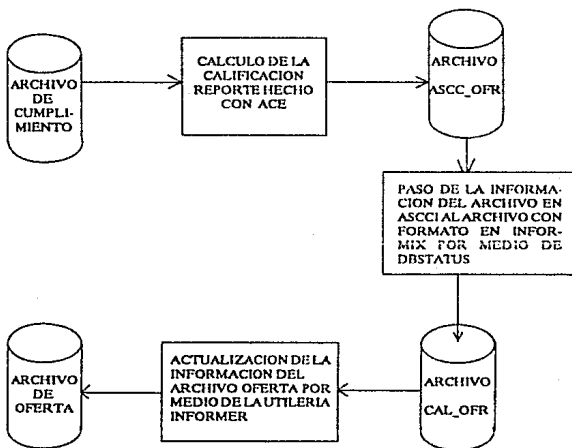 ARCHIVO
DE
CUMPLI-
MIENTO
CALCULO DE LA
CALIFICACION
REPORTE HECHO
CON ACE
ARCHIVO
ASCC_OFR
PASO DE LA INFORMA-
CION DEL ARCHIVO EN
ASCCI AL ARCHIVO CON
FORMATO EN INFOR-
MIX POR MEDIO DE
DBSTATUS
ARCHIVO
DE
OFERTA
ACTUALIZACION DE LA
INFORMACION DEL
ARCHIVO OFERTA POR
MEDIO DE LA UTILERIA
INFORMER
ARCHIVO
CAL_OFR